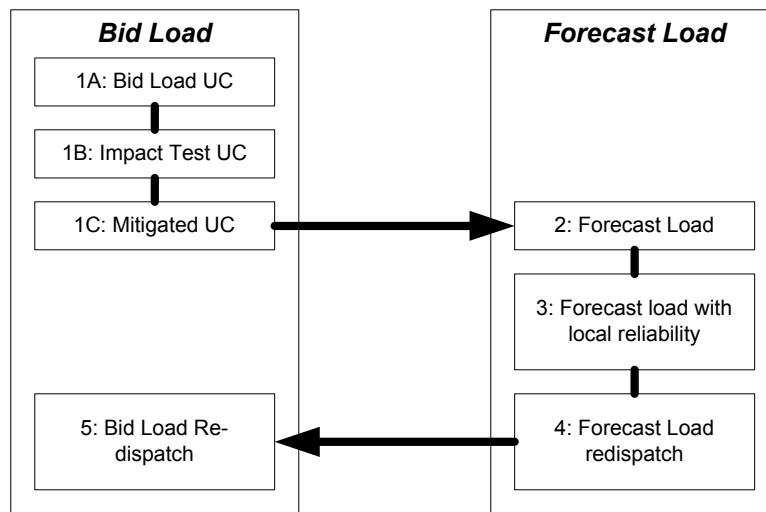 Bid Load
1A: Bid Load UC
1B: Impact Test UC
1C: Mitigated UC
5: Bid Load Re-
dispatch
Forecast Load
2: Forecast Load
3: Forecast load with
local reliability
4: Forecast Load
redispatch